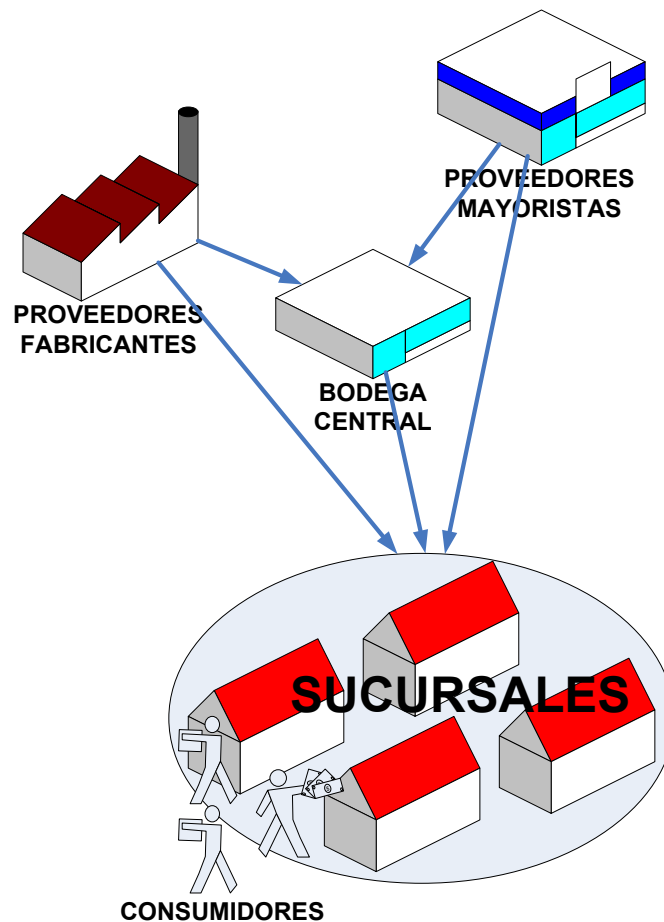 PROVEEDORES
MAYORISTAS
PROVEEDORES
FABRICANTES
BODEGA
CENTRAL
SUCURSALES
CONSUMIDORES